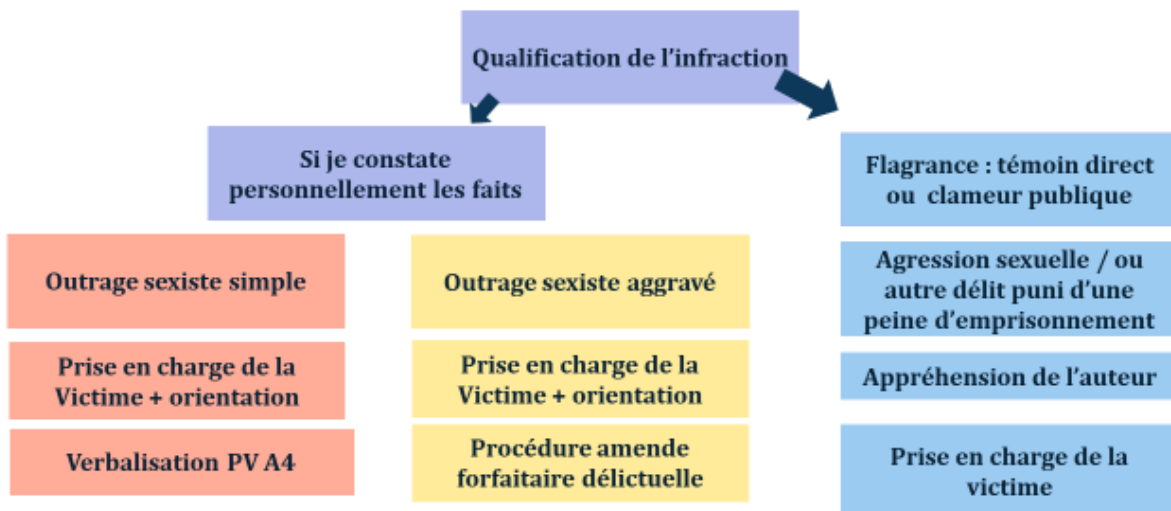 Qualification de l'infraction
Si je constate
personnellement les faits
Outrage sexiste simple
Prise en charge de la
Victime + orientation
Verbalisation PV A4
Outrage sexiste aggravé
Prise en charge de la
Victime + orientation
Procédure amende
forfaitaire délictuelle
Flagrance : témoin direct
ou clameur publique
Agression sexuelle / ou
autre délit puni d'une
peine d'emprisonnement
Appréhension de l'auteur
Prise en charge de la
victime